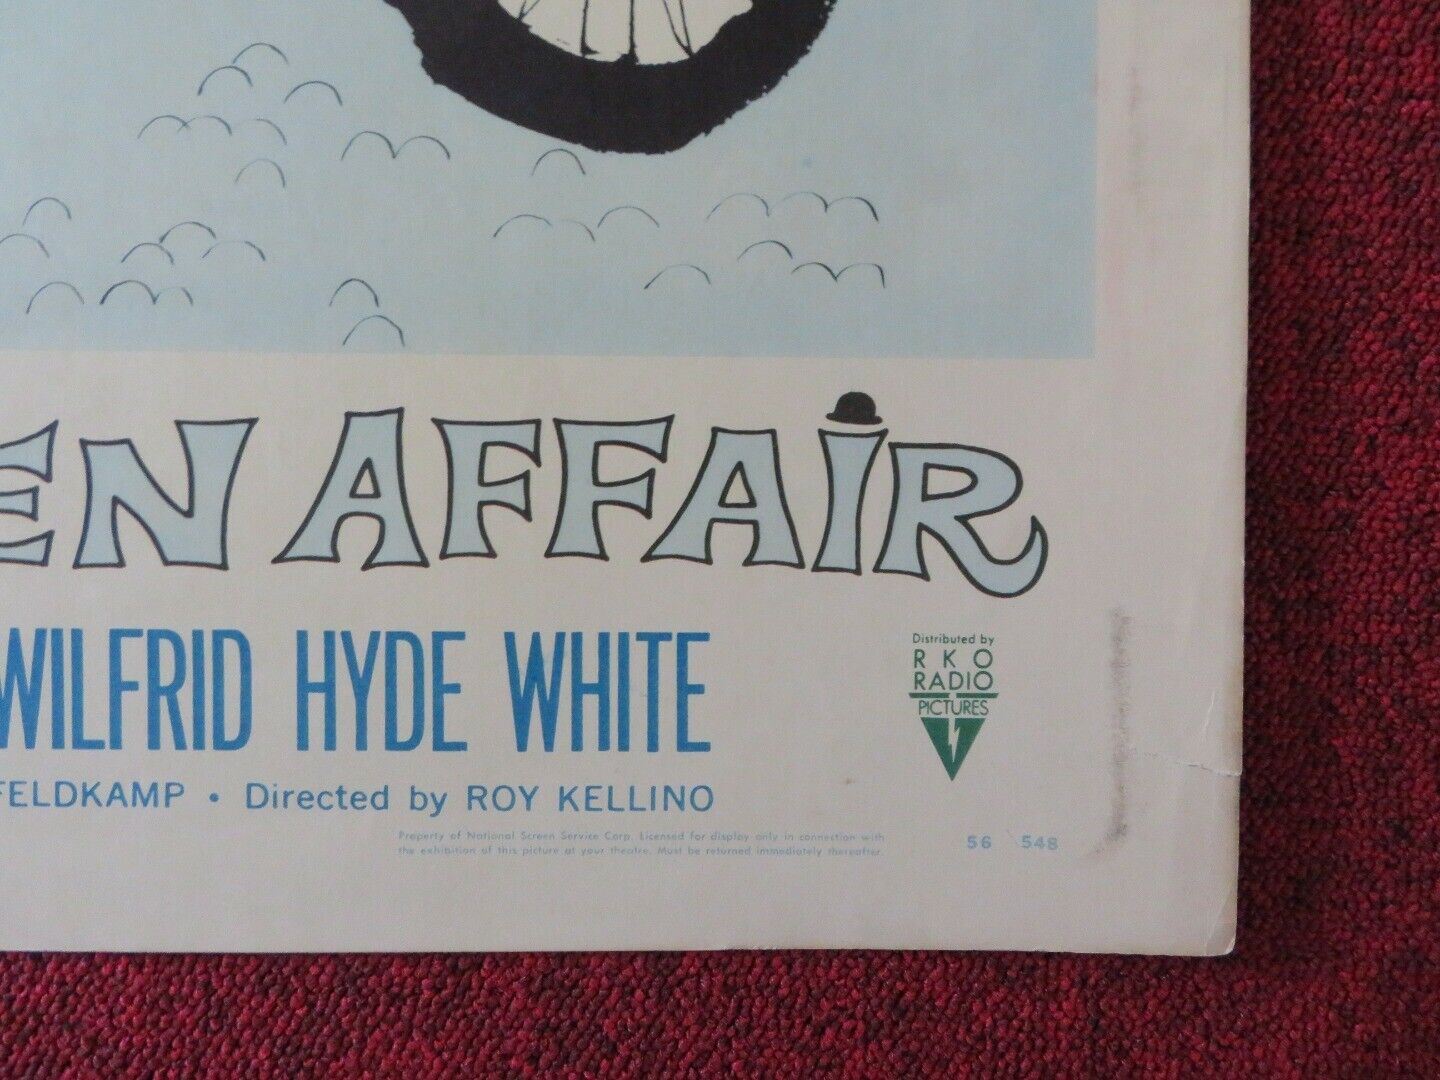 EN AFFAIR
WILFRID HYDE WHITE
Distributed by
RKO
RADIO
PICTURES
FELDKAMP • Directed by ROY KELLINO
Property of National Screen Service Corp. Licensed for display only in connection with
the exhibition of this picture at your theatre. Must be returned immediately thereafter.
56 548